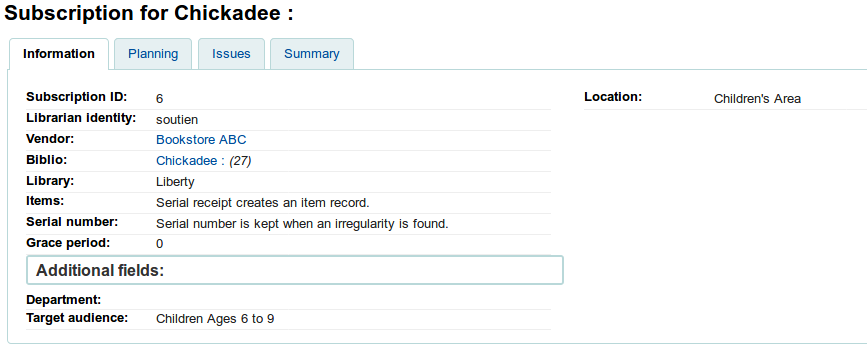 Subscription for Chickadee :
Information Planning Issues Summary
Subscription ID: 6
Librarian identity: soutien
Vendor: Bookstore ABC
Biblio: Chickadee : (27)
Library: Liberty
Items: Serial receipt creates an item record.
Serial number: Serial number is kept when an irregularity is found.
Grace period: 0
Location: Children's Area
Additional fields:
Department:
Target audience: Children Ages 6 to 9